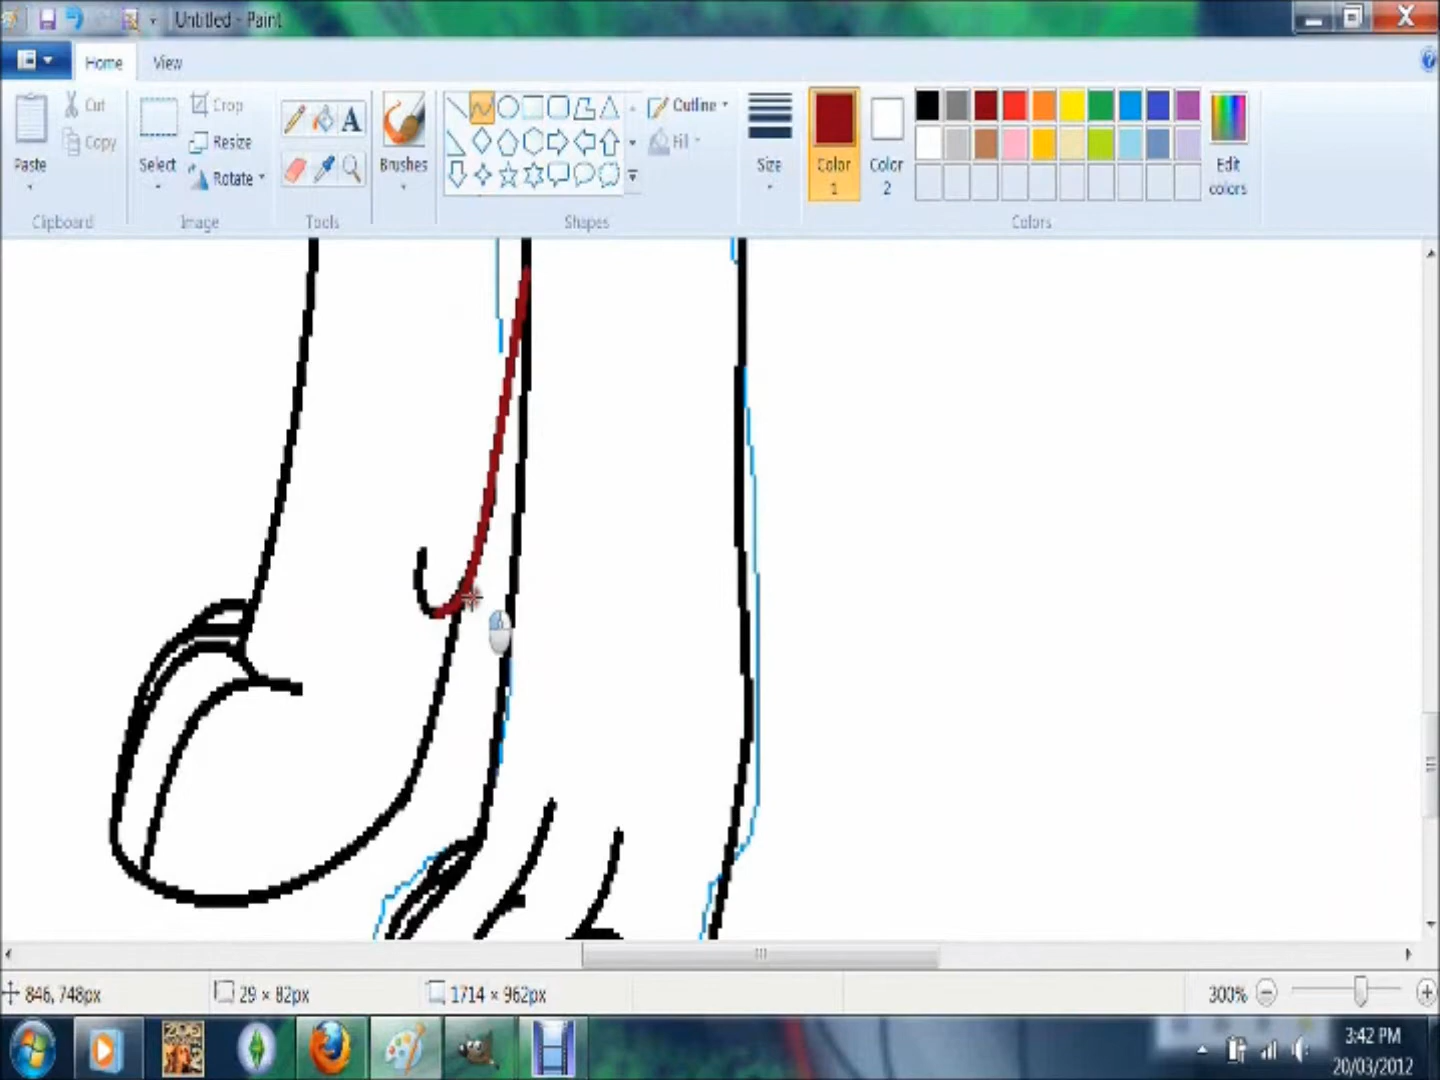 Untitled - Paint
Home View
Paste
Cut
Copy
Clipboard
Select
Crop
Resize
Rotate
Image
A
Tools
Brushes
Shapes
Outline
Fill
Size
Color 1
Color 2
Edit colors
Colors
846, 748px
29 × 82px
1714 × 962px
300%
3:42 PM
20/03/2012